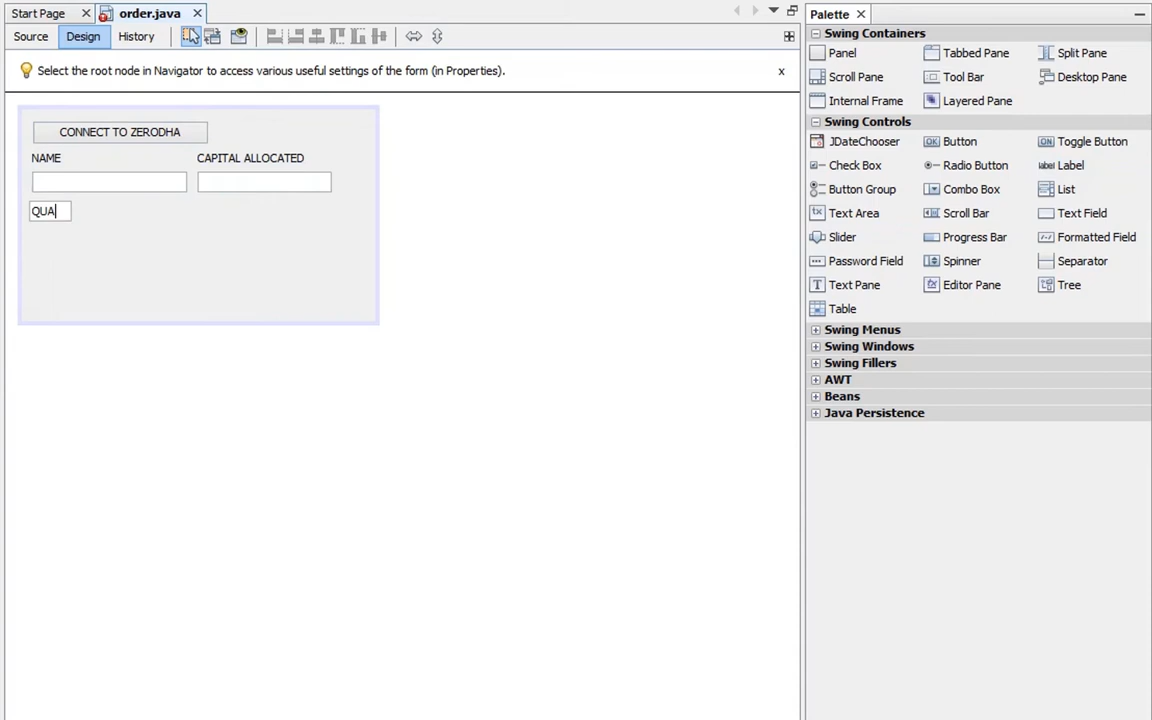 Start Page
order.java
Source
Design
History
Select the root node in Navigator to access various useful settings of the form (in Properties).
x
CONNECT TO ZERODHA
NAME
CAPITAL ALLOCATED
QUA
Palette
Swing Containers
Panel
Tabbed Pane
Split Pane
Scroll Pane
Tool Bar
Desktop Pane
Internal Frame
Layered Pane
Swing Controls
JDateChooser
OK Button
ON Toggle Button
Check Box
Radio Button
label Label
Button Group
Combo Box
List
Text Area
Scroll Bar
Text Field
Slider
Progress Bar
Formatted Field
Password Field
Spinner
Separator
T Text Pane
Editor Pane
Tree
Table
Swing Menus
Swing Windows
Swing Fillers
AWT
Beans
Java Persistence